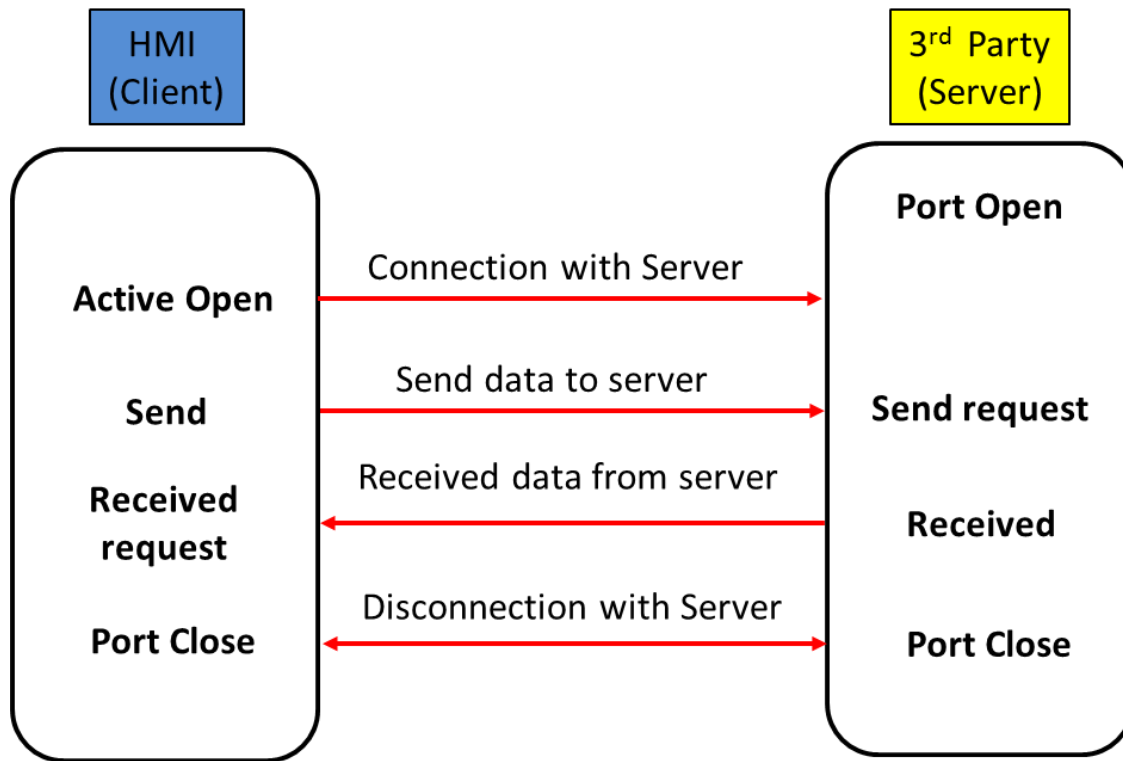 HMI
(Client)
3rd Party
(Server)
Port Open
Connection with Server
Active Open
Send data to server
Send
Send request
Received data from server
Received
request
Received
Disconnection with Server
Port Close
Port Close